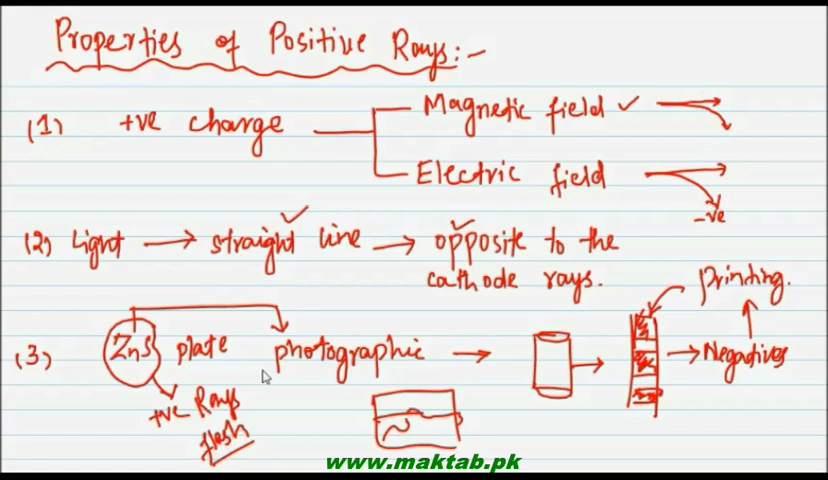 Properties of Positive Rays:-
(1) +ve charge
Magnetic field
Electric field
-ve
(2) Light → straight line → opposite to the
cathode rays.
printing.
(3) ZnS plate photographic → → Negatives
+ve Rays
flash
www.maktab.pk